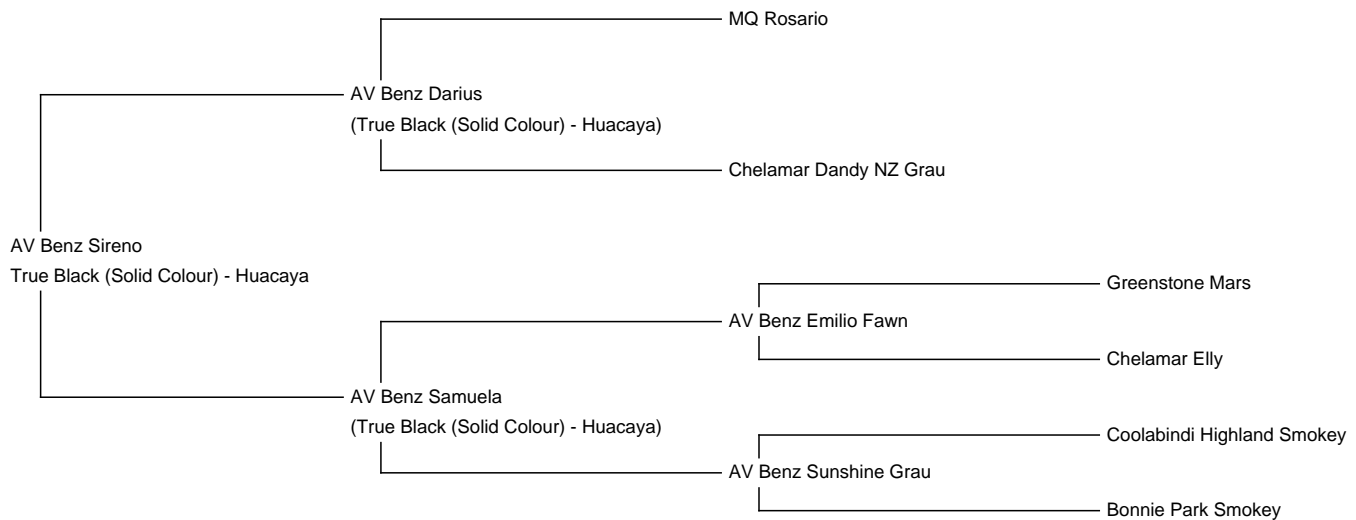 MQ Rosario
AV Benz Darius
(True Black (Solid Colour) - Huacaya)
Chelamar Dandy NZ Grau
AV Benz Sireno
True Black (Solid Colour) - Huacaya
Greenstone Mars
AV Benz Emilio Fawn
Chelamar Elly
AV Benz Samuela
(True Black (Solid Colour) - Huacaya)
Coolabindi Highland Smokey
AV Benz Sunshine Grau
Bonnie Park Smokey